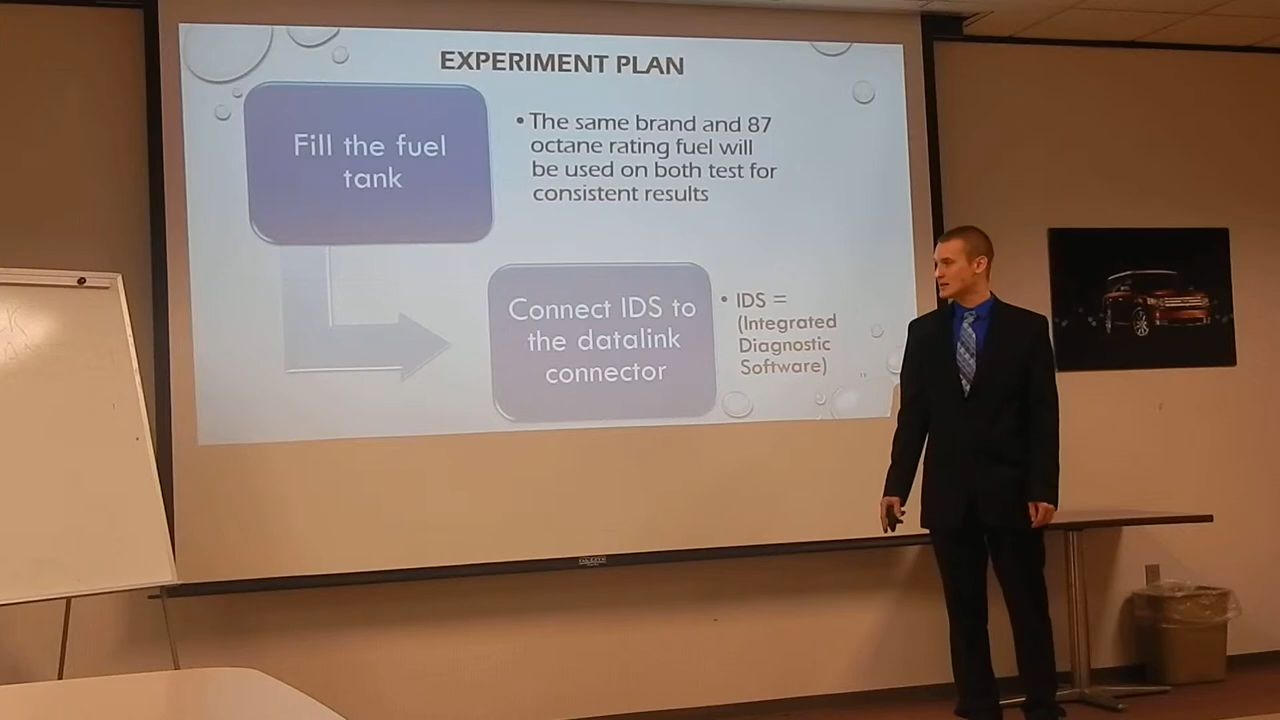 EXPERIMENT PLAN
Fill the fuel
tank
• The same brand and 87
octane rating fuel will
be used on both test for
consistent results
Connect IDS to
the datalink
connector
• IDS =
(Integrated
Diagnostic
Software)